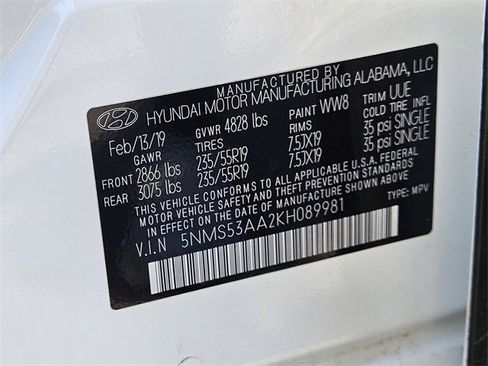 MANUFACTURED BY
HYUNDAI MOTOR MANUFACTURING ALABAMA, LLC
Feb/13/19 GVWR 4828 lbs PAINT WW8 TRIM UUE
GAWR TIRES RIMS COLD TIRE INFL
FRONT 2866 lbs 235/55R19 7.5JX19 35 psi SINGLE
REAR 3075 lbs 235/55R19 7.5JX19 35 psi SINGLE
THIS VEHICLE CONFORMS TO ALL APPLICABLE U.S.A. FEDERAL
MOTOR VEHICLE SAFETY AND THEFT PREVENTION STANDARDS
IN EFFECT ON THE DATE OF MANUFACTURE SHOWN ABOVE.
V.I.N 5NMS53AA2KH089981 TYPE: MPV